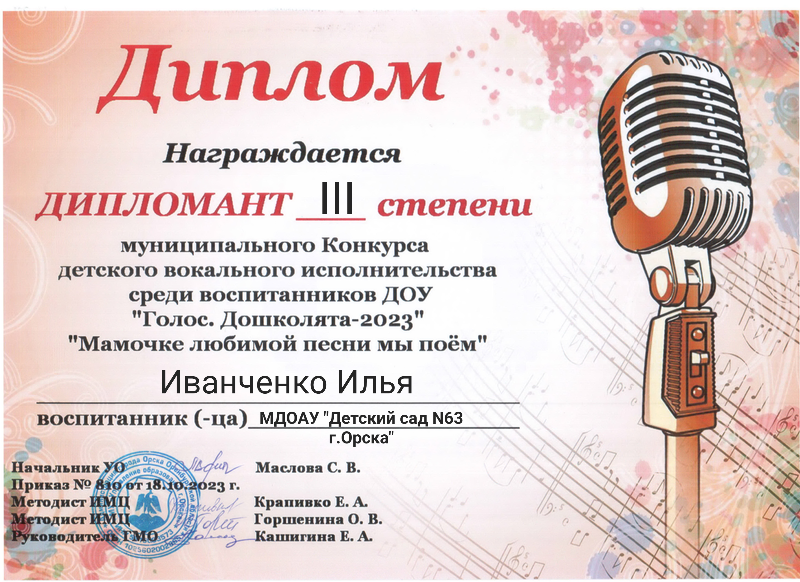 Диплом
Награждается
ДИПЛОМАНТ III степени
муниципального Конкурса
детского вокального исполнительства
среди воспитанников ДОУ
"Голос. Дошколята-2023"
"Мамочке любимой песни мы поём"
Иванченко Илья
воспитанник (-ца) МДОАУ "Детский сад N63
г.Орска"
Начальник УО Маслова С. В.
Приказ № 810 от 18.10.2023 г.
Методист ИМЦ Крапивко Е. А.
Методист ИМЦ Горшенина О. В.
Руководитель ГМО Кашигина Е. А.